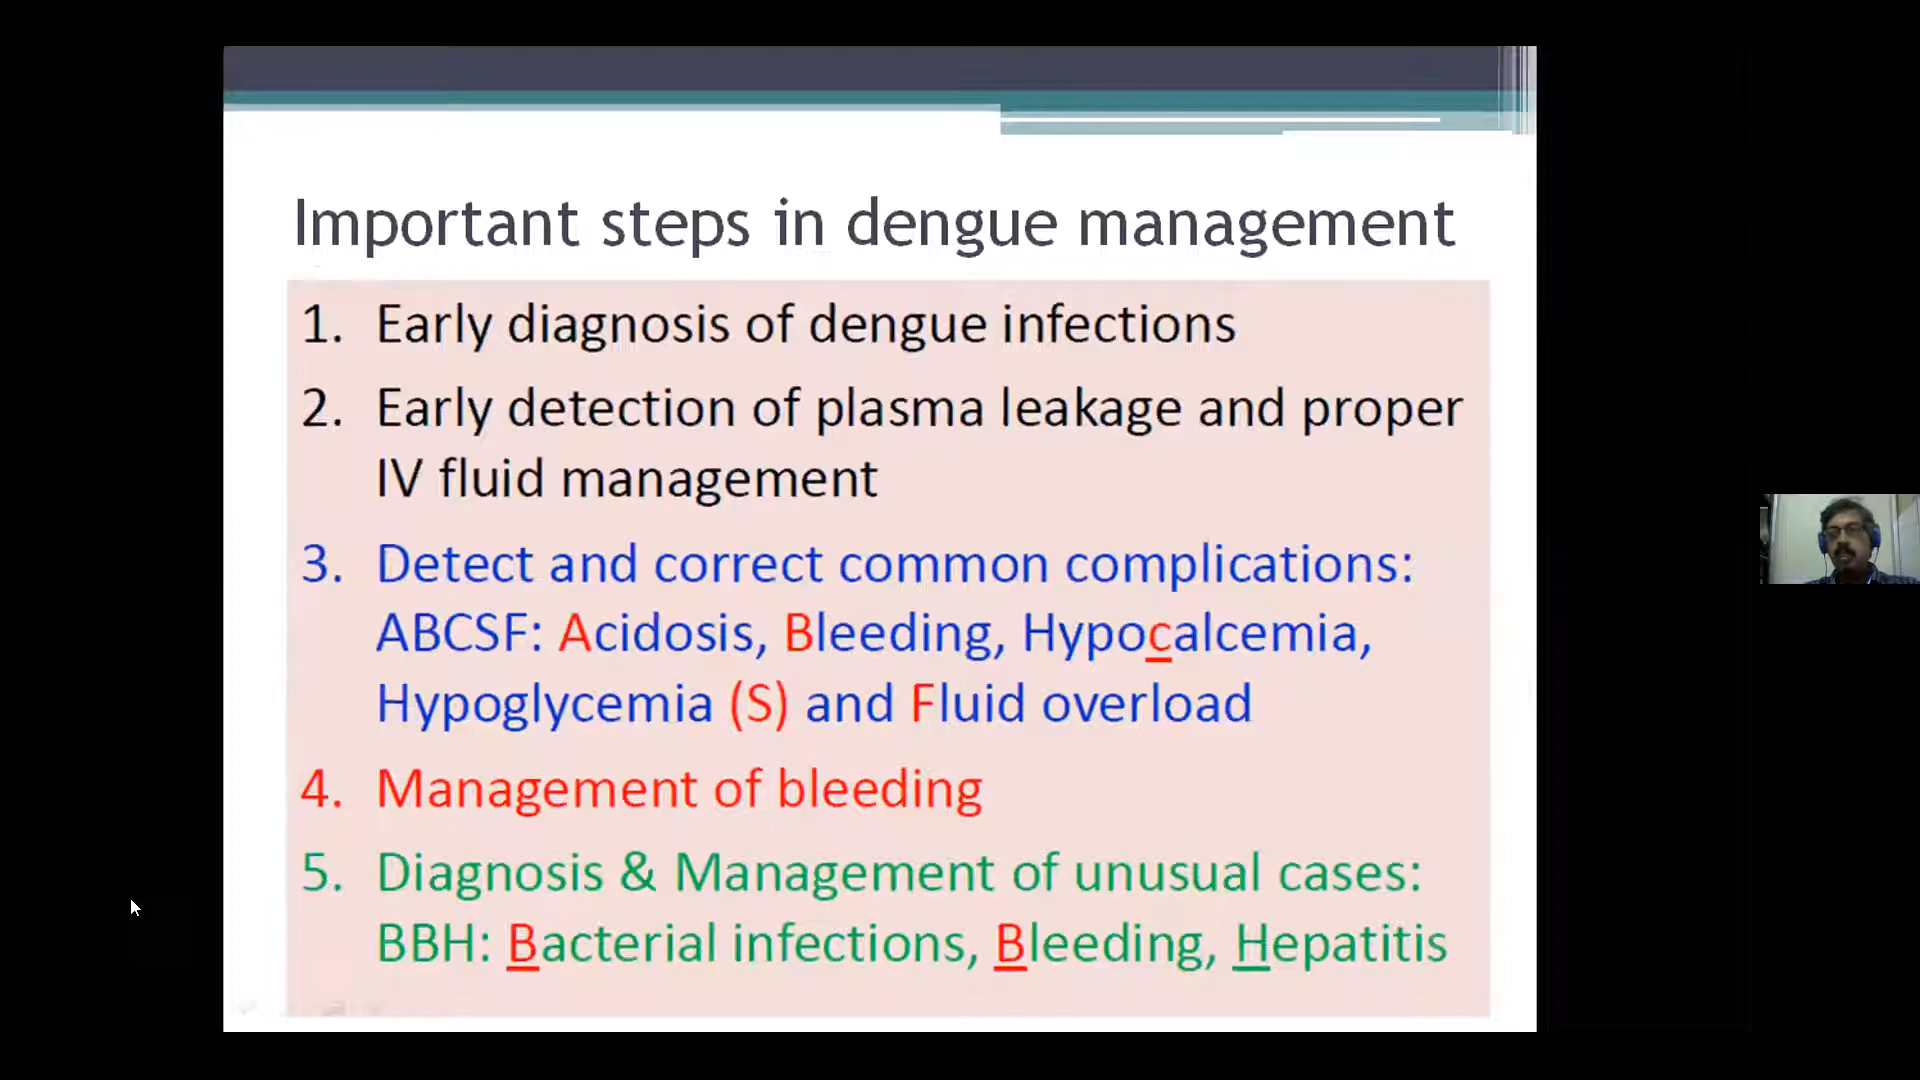 Important steps in dengue management
1. Early diagnosis of dengue infections
2. Early detection of plasma leakage and proper
IV fluid management
3. Detect and correct common complications:
ABCSF: Acidosis, Bleeding, Hypocalcemia,
Hypoglycemia (S) and Fluid overload
4. Management of bleeding
5. Diagnosis & Management of unusual cases:
BBH: Bacterial infections, Bleeding, Hepatitis